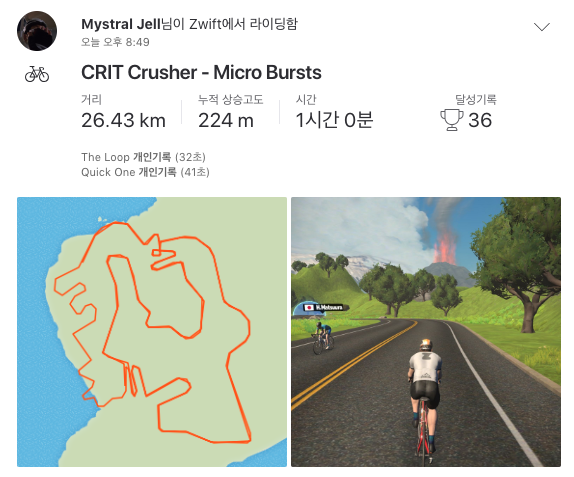 Mystral Jell님이 Zwift에서 라이딩함
오늘 오후 8:49
CRIT Crusher - Micro Bursts
거리 누적 상승고도 시간 달성기록
26.43 km 224 m 1시간 0분 36
The Loop 개인기록 (32초)
Quick One 개인기록 (41초)
H.Matsuura